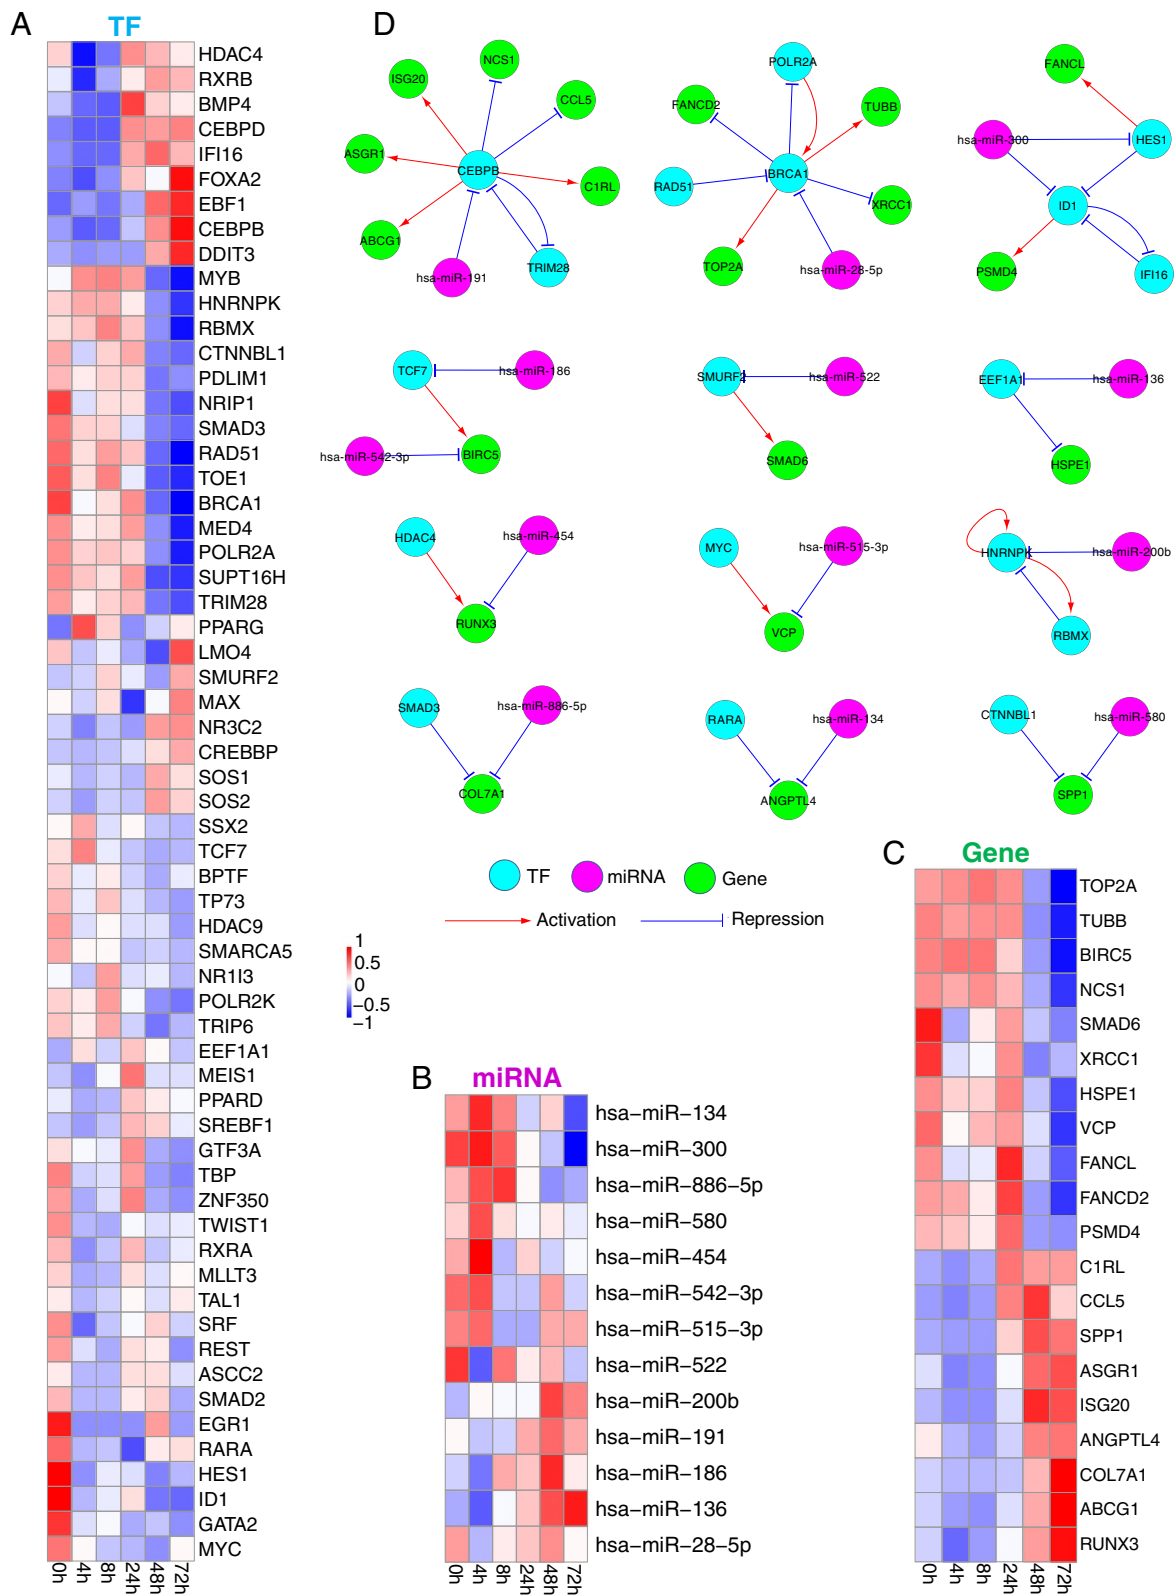 A
TF
HDAC4
RXRB
BMP4
CEBPD
IFI16
FOXA2
EBF1
CEBPB
DDIT3
MYB
HNRNPK
RBMX
CTNNBL1
PDLIM1
NRIP1
SMAD3
RAD51
TOE1
BRCA1
MED4
POLR2A
SUPT16H
TRIM28
PPARG
LMO4
SMURF2
MAX
NR3C2
CREBBP
SOS1
SOS2
SSX2
TCF7
BPTF
TP73
HDAC9
SMARCA5
NR1I3
POLR2K
TRIP6
EEF1A1
MEIS1
PPARD
SREBF1
GTF3A
TBP
ZNF350
TWIST1
RXRA
MLLT3
TAL1
SRF
REST
ASCC2
SMAD2
EGR1
RARA
HES1
ID1
GATA2
MYC
0h 4h 8h 24h 48h 72h
D
NCS1
ISG20
CCL5
ASGR1
CEBPB
C1RL
ABCG1
TRIM28
hsa-miR-191
POLR2A
FANCD2
TUBB
RAD51
BRCA1
XRCC1
TOP2A
hsa-miR-28-5p
FANCL
hsa-miR-300
HES1
ID1
PSMD4
IFI16
TCF7
hsa-miR-186
hsa-miR-542-3p
BIRC5
SMURF2
hsa-miR-522
SMAD6
EEF1A1
hsa-miR-136
HSPE1
HDAC4
hsa-miR-454
RUNX3
MYC
hsa-miR-515-3p
VCP
HNRNPK
hsa-miR-200b
RBMX
SMAD3
hsa-miR-886-5p
COL7A1
RARA
hsa-miR-134
ANGPTL4
CTNNBL1
hsa-miR-580
SPP1
TF miRNA Gene
Activation Repression
1
0.5
0
−0.5
−1
B
miRNA
hsa−miR−134
hsa−miR−300
hsa−miR−886−5p
hsa−miR−580
hsa−miR−454
hsa−miR−542−3p
hsa−miR−515−3p
hsa−miR−522
hsa−miR−200b
hsa−miR−191
hsa−miR−186
hsa−miR−136
hsa−miR−28−5p
0h 4h 8h 24h 48h 72h
C
Gene
TOP2A
TUBB
BIRC5
NCS1
SMAD6
XRCC1
HSPE1
VCP
FANCL
FANCD2
PSMD4
C1RL
CCL5
SPP1
ASGR1
ISG20
ANGPTL4
COL7A1
ABCG1
RUNX3
0h 4h 8h 24h 48h 72h